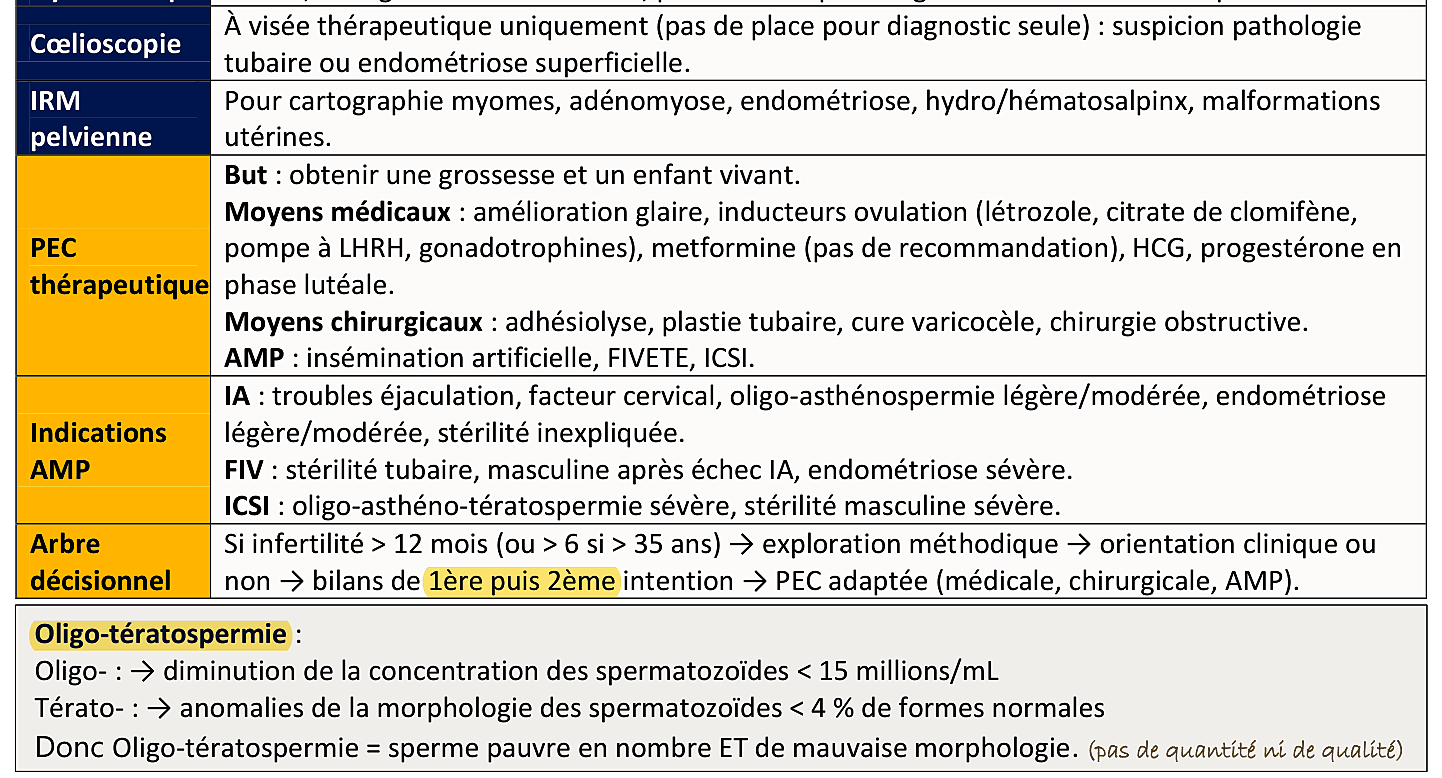 Cœlioscopie
À visée thérapeutique uniquement (pas de place pour diagnostic seule) : suspicion pathologie
tubaire ou endométriose superficielle.
IRM
pelvienne
Pour cartographie myomes, adénomyose, endométriose, hydro/hématosalpinx, malformations
utérines.
PEC
thérapeutique
But : obtenir une grossesse et un enfant vivant.
Moyens médicaux : amélioration glaire, inducteurs ovulation (létrozole, citrate de clomifène,
pompe à LHRH, gonadotrophines), metformine (pas de recommandation), HCG, progestérone en
phase lutéale.
Moyens chirurgicaux : adhésiolyse, plastie tubaire, cure varicocèle, chirurgie obstructive.
AMP : insémination artificielle, FIVETE, ICSI.
Indications
AMP
IA : troubles éjaculation, facteur cervical, oligo-asthénospermie légère/modérée, endométriose
légère/modérée, stérilité inexpliquée.
FIV : stérilité tubaire, masculine après échec IA, endométriose sévère.
ICSI : oligo-asthéno-tératospermie sévère, stérilité masculine sévère.
Arbre
décisionnel
Si infertilité > 12 mois (ou > 6 si > 35 ans) → exploration méthodique → orientation clinique ou
non → bilans de 1ère puis 2ème intention → PEC adaptée (médicale, chirurgicale, AMP).
Oligo-tératospermie :
Oligo- : → diminution de la concentration des spermatozoïdes < 15 millions/mL
Térato- : → anomalies de la morphologie des spermatozoïdes < 4 % de formes normales
Donc Oligo-tératospermie = sperme pauvre en nombre ET de mauvaise morphologie. (pas de quantité ni de qualité)